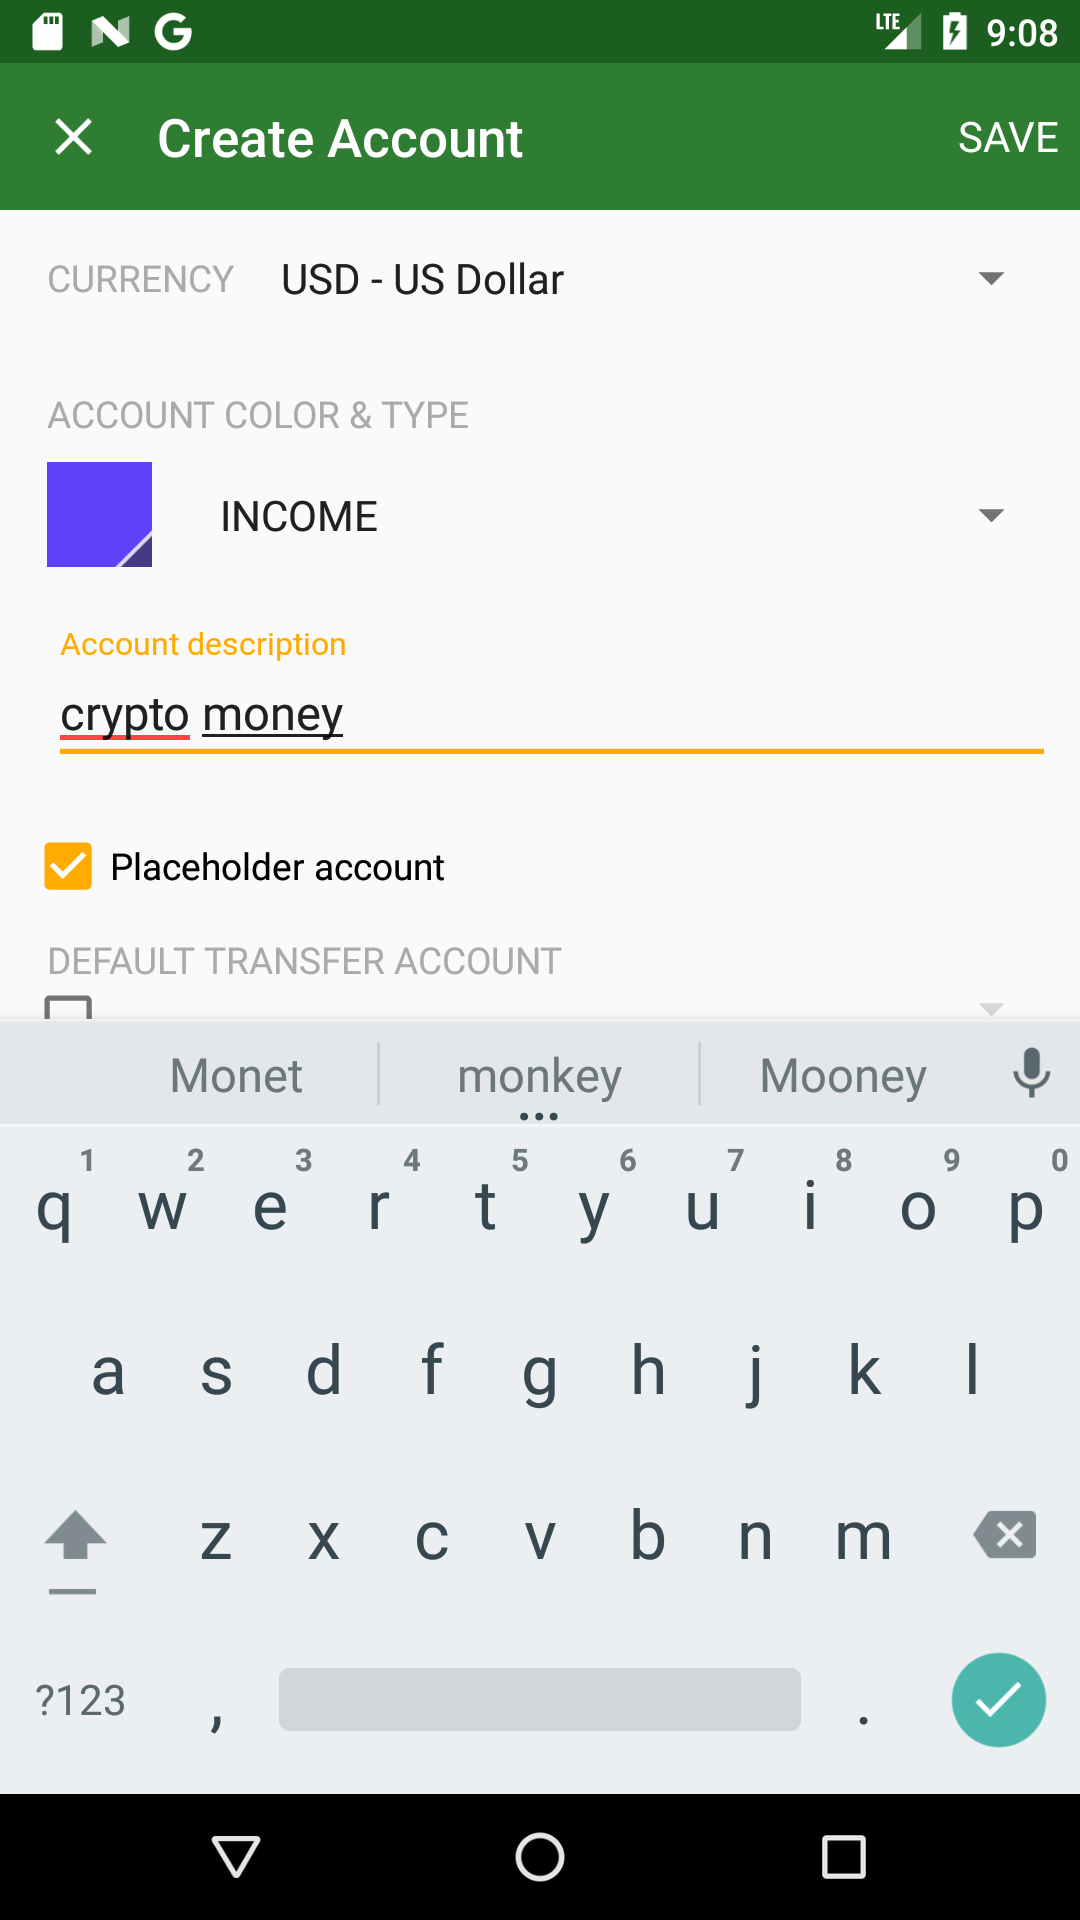 LTE 9:08
Create Account SAVE
CURRENCY USD - US Dollar
ACCOUNT COLOR & TYPE
INCOME
Account description
crypto money
Placeholder account
DEFAULT TRANSFER ACCOUNT
Monet monkey Mooney
1 2 3 4 5 6 7 8 9 0
q w e r t y u i o p
a s d f g h j k l
z x c v b n m
?123 , .